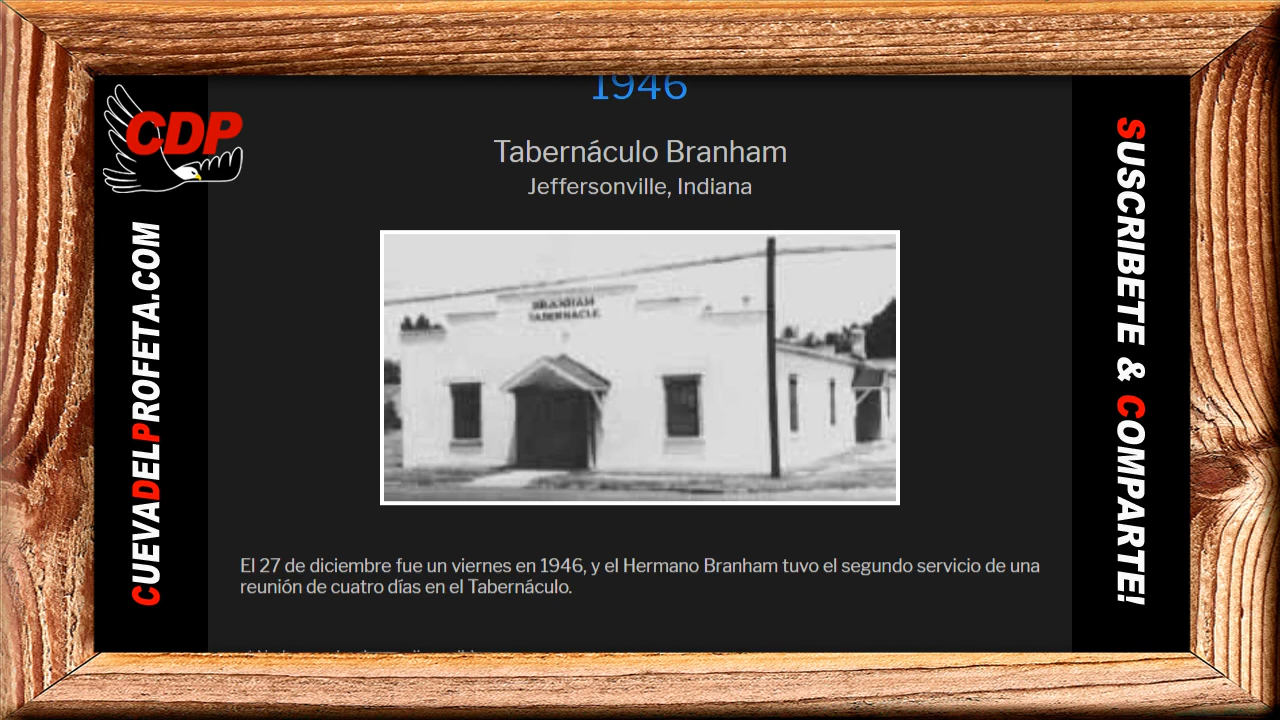 1946
CDP
Tabernáculo Branham
Jeffersonville, Indiana
BRANHAM
TABERNACLE
El 27 de diciembre fue un viernes en 1946, y el Hermano Branham tuvo el segundo servicio de una
reunión de cuatro días en el Tabernáculo.
CUEVADELPROFETA.COM
SUSCRIBETE & COMPARTE!